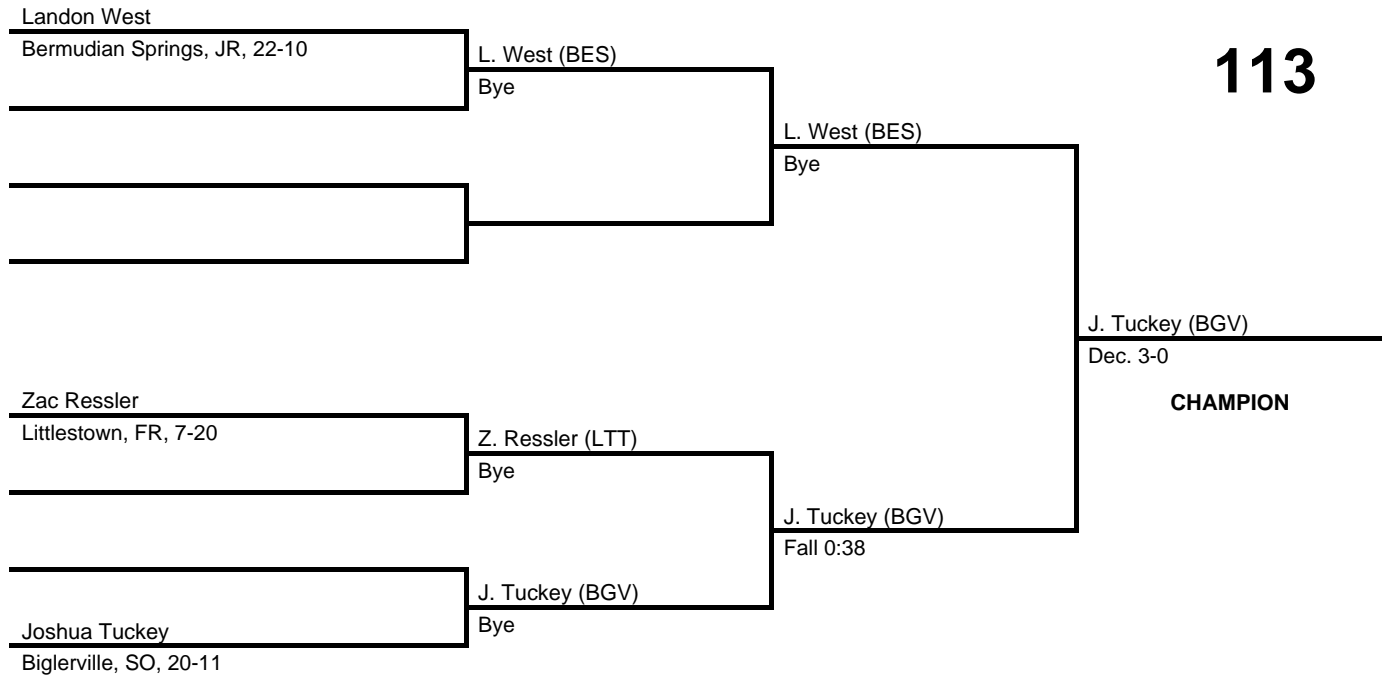 Landon West
Bermudian Springs, JR, 22-10
L. West (BES)
Bye
113
L. West (BES)
Bye
J. Tuckey (BGV)
Dec. 3-0
CHAMPION
Zac Ressler
Littlestown, FR, 7-20
Z. Ressler (LTT)
Bye
J. Tuckey (BGV)
Fall 0:38
J. Tuckey (BGV)
Bye
Joshua Tuckey
Biglerville, SO, 20-11